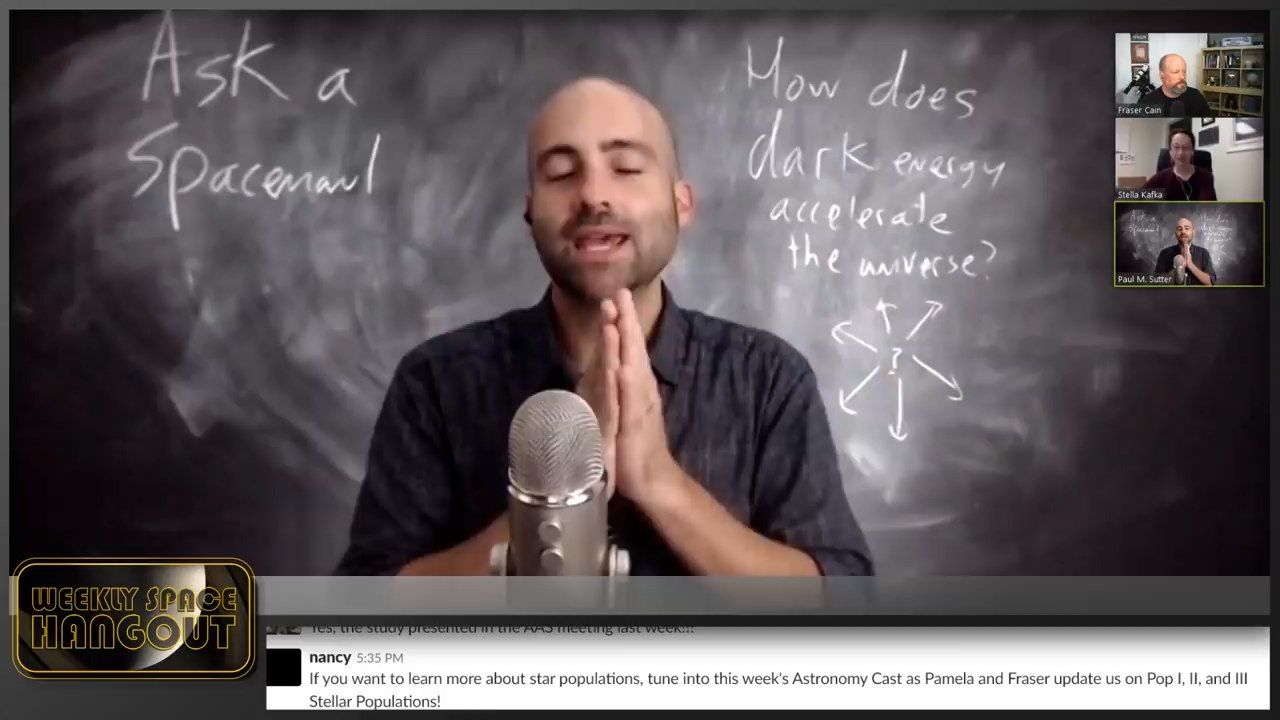 Ask a
Spaceman!
How does
dark energy
accelerate
the universe?
?
Fraser Cain
Stella Kafka
Paul M. Sutter
WEEKLY SPACE
HANGOUT
Yes, the study presented in the AAS meeting last week!!!
nancy 5:35 PM
If you want to learn more about star populations, tune into this week's Astronomy Cast as Pamela and Fraser update us on Pop I, II, and III
Stellar Populations!